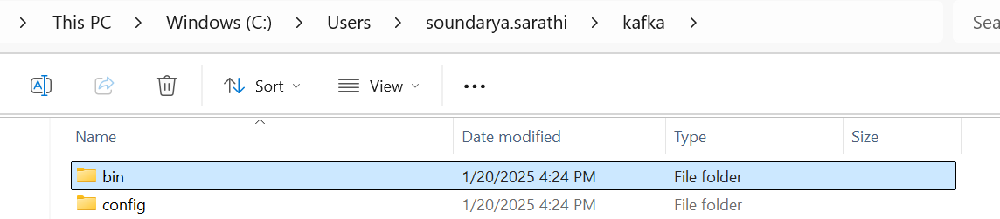 This PC > Windows (C:) > Users > soundarya.sarathi > kafka > Sea
Sort View
Name Date modified Type Size
bin 1/20/2025 4:24 PM File folder
config 1/20/2025 4:24 PM File folder